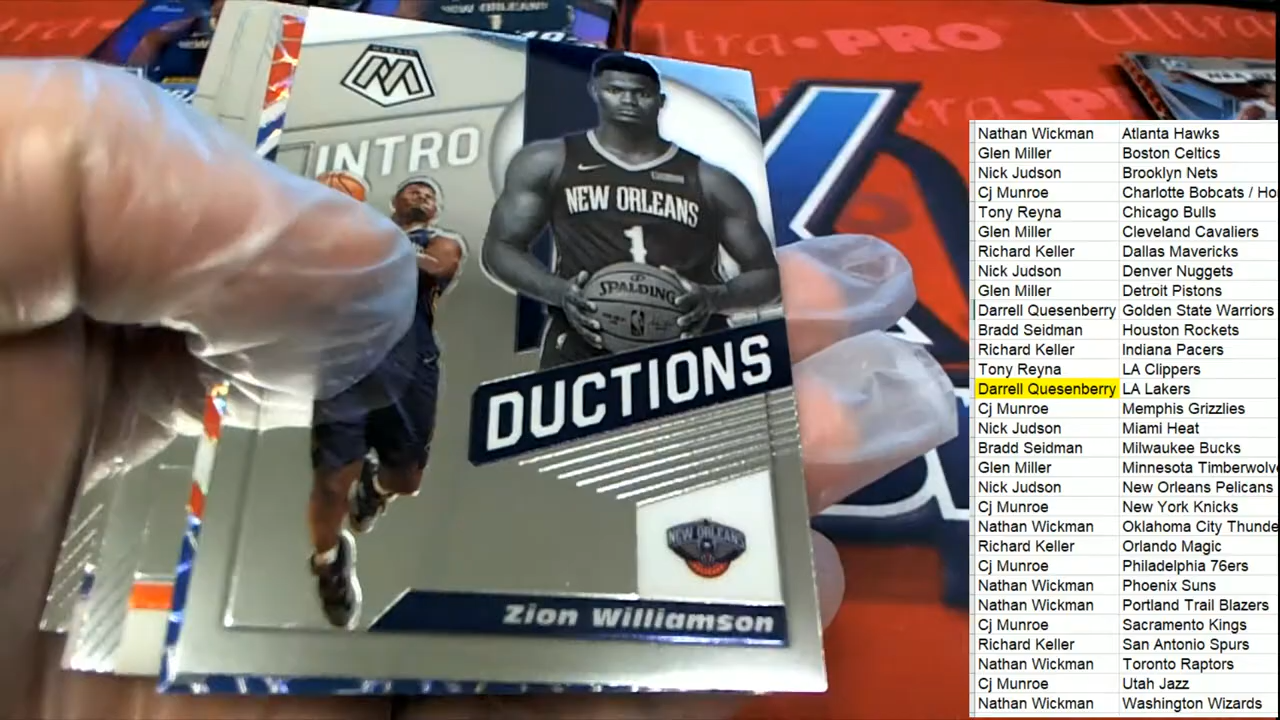 NEW ORLEANS
Ultra•PRO
Ultra
MOSAIC
INTRO
NEW ORLEANS
1
SPALDING
DUCTIONS
NEW ORLEANS
Zion Williamson
Nathan Wickman Atlanta Hawks
Glen Miller Boston Celtics
Nick Judson Brooklyn Nets
Cj Munroe Charlotte Bobcats / Ho
Tony Reyna Chicago Bulls
Glen Miller Cleveland Cavaliers
Richard Keller Dallas Mavericks
Nick Judson Denver Nuggets
Glen Miller Detroit Pistons
Darrell Quesenberry Golden State Warriors
Bradd Seidman Houston Rockets
Richard Keller Indiana Pacers
Tony Reyna LA Clippers
Darrell Quesenberry LA Lakers
Cj Munroe Memphis Grizzlies
Nick Judson Miami Heat
Bradd Seidman Milwaukee Bucks
Glen Miller Minnesota Timberwolve
Nick Judson New Orleans Pelicans
Cj Munroe New York Knicks
Nathan Wickman Oklahoma City Thunde
Richard Keller Orlando Magic
Cj Munroe Philadelphia 76ers
Nathan Wickman Phoenix Suns
Nathan Wickman Portland Trail Blazers
Cj Munroe Sacramento Kings
Richard Keller San Antonio Spurs
Nathan Wickman Toronto Raptors
Cj Munroe Utah Jazz
Nathan Wickman Washington Wizards